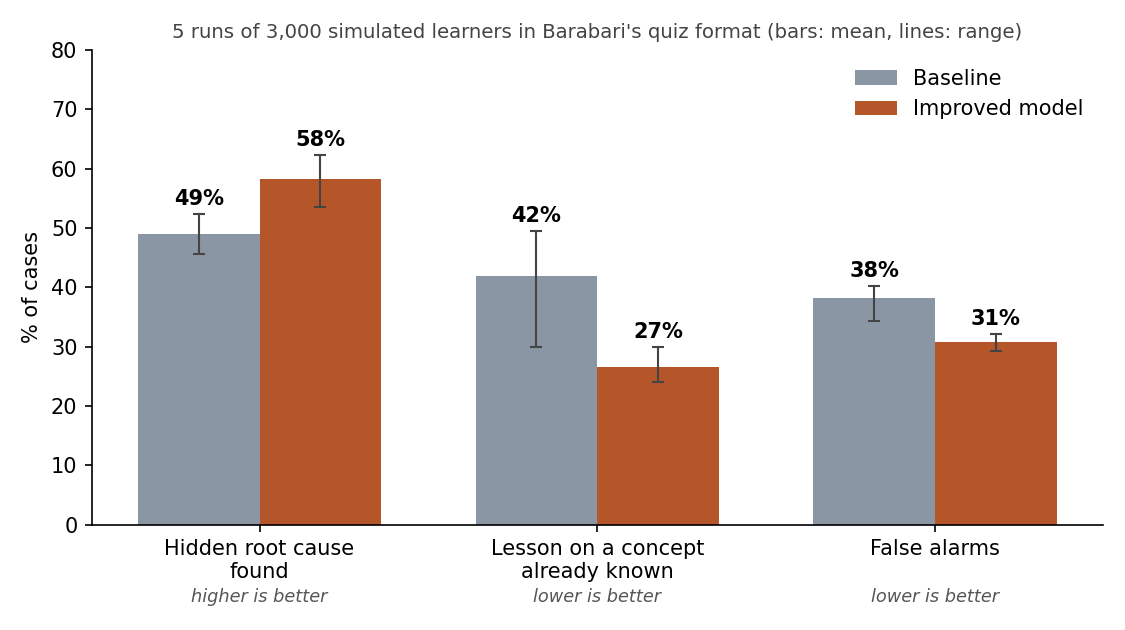 5 runs of 3,000 simulated learners in Barabari's quiz format (bars: mean, lines: range)
Baseline
Improved model
% of cases
80
70
60
50
40
30
20
10
0
49%
58%
42%
27%
38%
31%
Hidden root cause
found
higher is better
Lesson on a concept
already known
lower is better
False alarms
lower is better